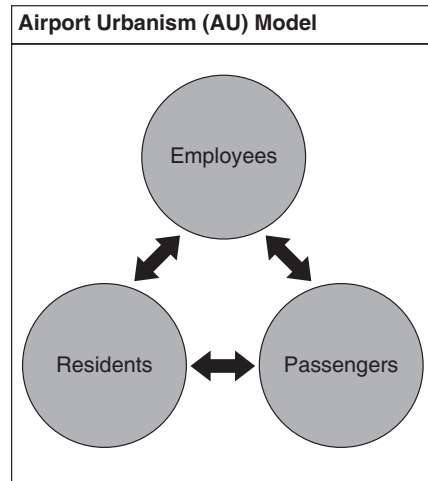 Airport Urbanism (AU) Model
Employees
Residents
Passengers